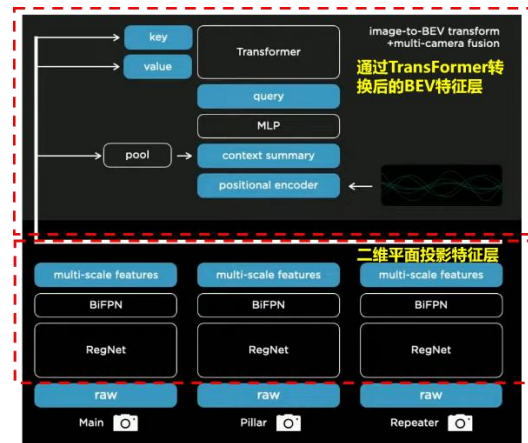 key
value
Transformer
image-to-BEV transform
+multi-camera fusion
通过TransFormer转
换后的BEV特征层
query
MLP
pool
context summary
positional encoder
二维平面投影特征层
multi-scale features
multi-scale features
multi-scale features
BiFPN
BiFPN
BiFPN
RegNet
RegNet
RegNet
raw
raw
raw
Main
Pillar
Repeater